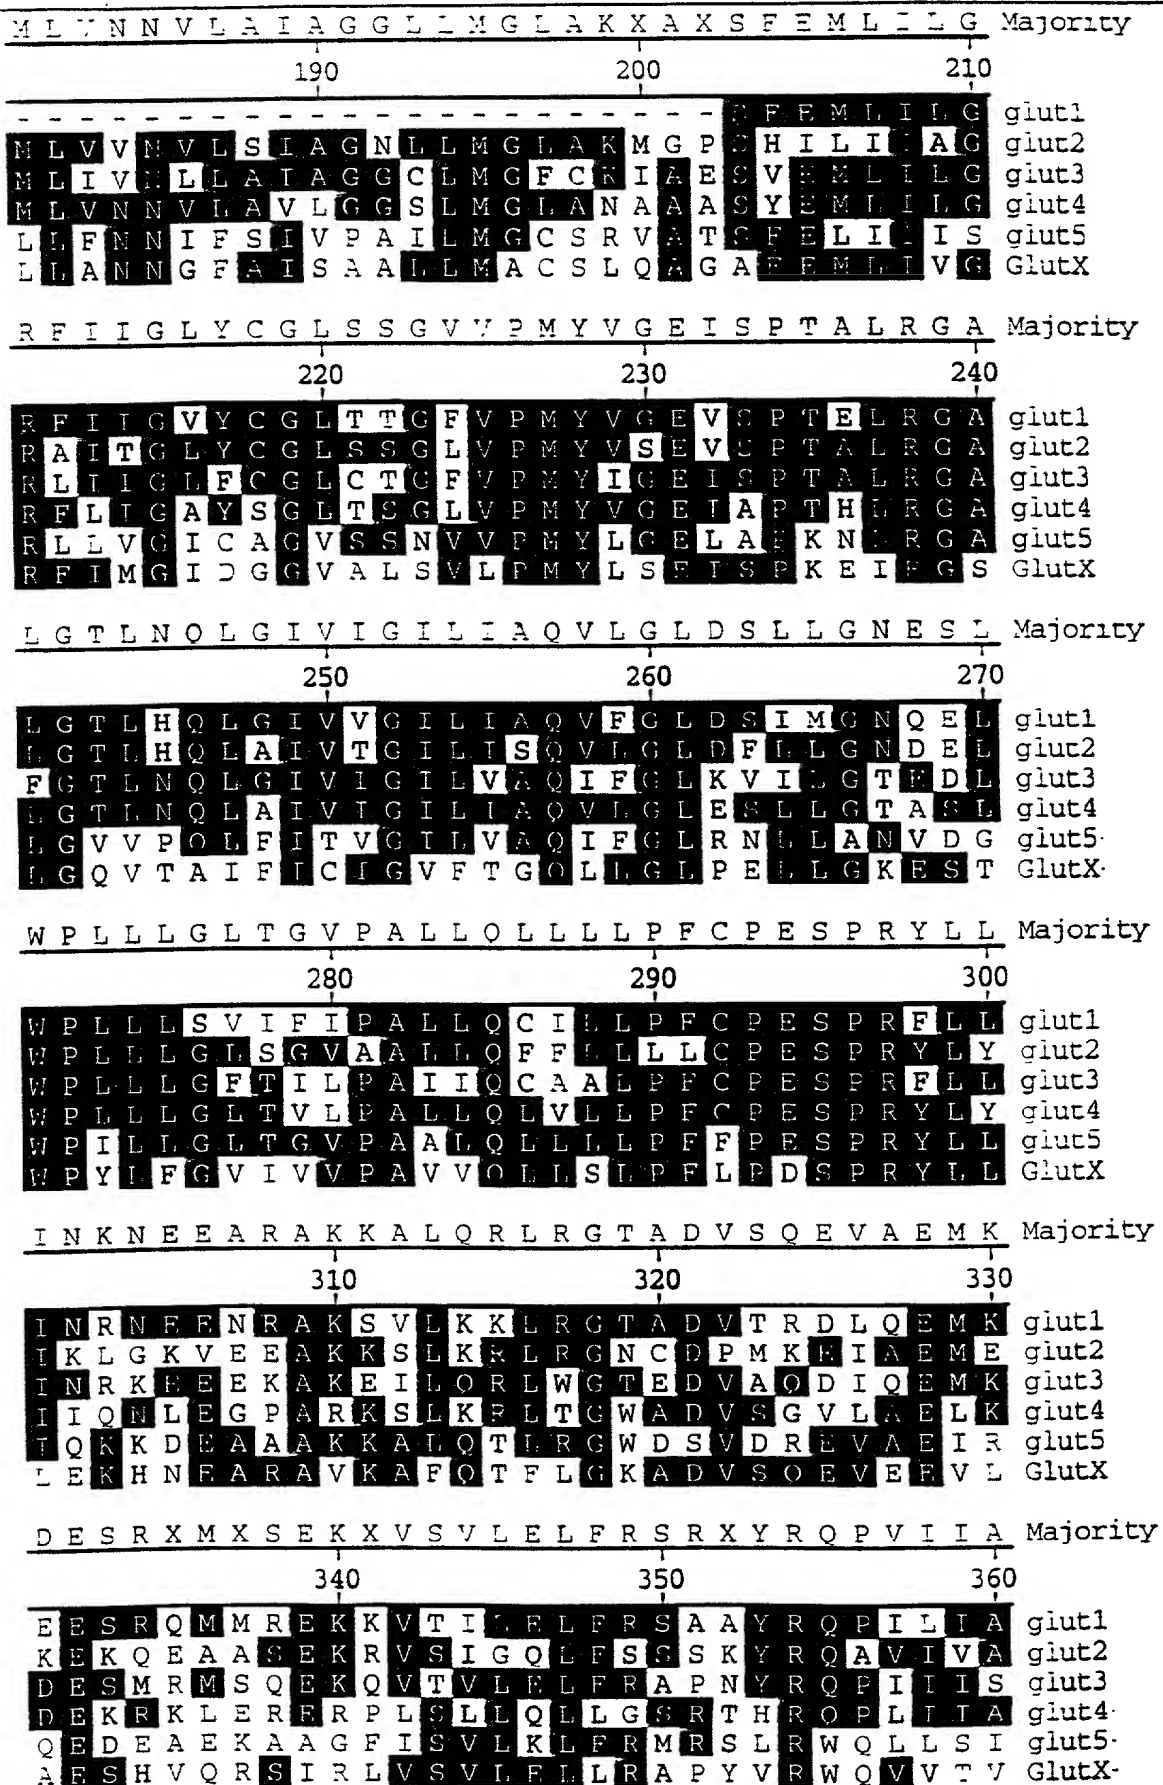 M L V N N V L A I A G G L L M G L A K X A X S F E M L I L G Majority
190 200 210
- - - - - - - - - - - - - - - - - - - - - - S F E M L I L G glut1
M L V V N V L S I A G N L L M G L A K M G P S H I L I I A G glut2
M L I V N L L A I A G G C L M G F C K I A E S V E M L I L G glut3
M L V N N V L A V L G G S L M G L A N A A A S Y E M L I L G glut4
L L F N N I F S I V P A I L M G C S R V A T S F E L I I I S glut5
L L A N N G F A I S A A L L M A C S L Q A G A F E M L I V G GlutX
R F I I G L Y C G L S S G V V P M Y V G E I S P T A L R G A Majority
220 230 240
R F I I G V Y C G L T T G F V P M Y V G E V S P T E L R G A glut1
R A I T G L Y C G L S S G L V P M Y V S E V S P T A L R G A glut2
R L I I G L F C G L C T G F V P M Y I G E I S P T A L R G A glut3
R F L I G A Y S G L T S G L V P M Y V G E I A P T H L R G A glut4
R L L V G I C A G V S S N V V P M Y L G E L A P K N L R G A glut5
R F I M G I D G G V A L S V L P M Y L S E I S P K E I R G S GlutX
L G T L N Q L G I V I G I L I A Q V L G L D S L L G N E S L Majority
250 260 270
L G T L H Q L G I V V G I L I A Q V F G L D S I M G N Q E L glut1
L G T L H Q L A I V T G I L I S Q V L G L D F L L G N D E L glut2
F G T L N Q L G I V I G I L V A Q I F G L K V I L G T E D L glut3
L G T L N Q L A I V I G I L I A Q V L G L E S L L G T A S L glut4
L G V V P Q L F I T V G I L V A Q I F G L R N L L A N V D G glut5·
L G Q V T A I F I C I G V F T G Q L L G L P E L L G K E S T GlutX·
W P L L L G L T G V P A L L Q L L L L P F C P E S P R Y L L Majority
280 290 300
W P L L L S V I F I P A L L Q C I L L P F C P E S P R F L L glut1
W P L L L G L S G V A A L L Q F F L L L L C P E S P R Y L Y glut2
W P L L L G F T I L P A I I Q C A A L P F C P E S P R F L L glut3
W P L L L G L T V L P A L L Q L V L L P F C P E S P R Y L Y glut4
W P I L L G L T G V P A A L Q L L L L P F F P E S P R Y L L glut5
W P Y L F G V I V V P A V V Q L L S L P F L P D S P R Y L L GlutX
I N K N E E A R A K K A L Q R L R G T A D V S Q E V A E M K Majority
310 320 330
I N R N E E N R A K S V L K K L R G T A D V T R D L Q E M K glut1
I K L G K V E E A K K S L K R L R G N C D P M K E I A E M E glut2
I N R K E E E K A K E I L Q R L W G T E D V A Q D I Q E M K glut3
I I Q N L E G P A R K S L K R L T G W A D V S G V L A E L K glut4
I Q K K D E A A A K K A L Q T L R G W D S V D R E V A E I R glut5
L E K H N E A R A V K A F Q T F L G K A D V S Q E V E E V L GlutX
D E S R X M X S E K X V S V L E L F R S R X Y R Q P V I I A Majority
340 350 360
E E S R Q M M R E K K V T I L E L F R S A A Y R Q P I L I A glut1
K E K Q E A A S E K R V S I G Q L F S S S K Y R Q A V I V A glut2
D E S M R M S Q E K Q V T V L E L F R A P N Y R Q P I I I S glut3
D E K R K L E R E R P L S L L Q L L G S R T H R Q P L I I A glut4·
Q E D E A E K A A G F I S V L K L F R M R S L R W Q L L S I glut5·
A E S H V Q R S I R L V S V L E L L R A P Y V R W Q V V T V GlutX·